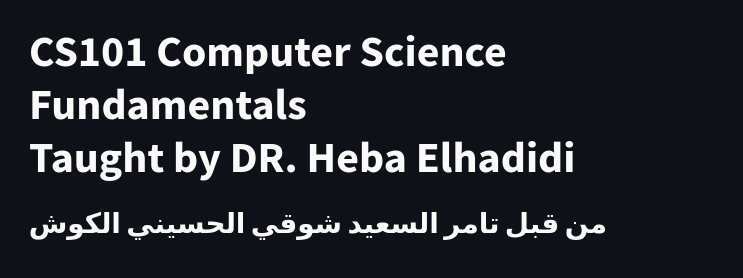 CS101 Computer Science
Fundamentals
Taught by DR. Heba Elhadidi
من قبل تامر السعيد شوقي الحسيني الكوش